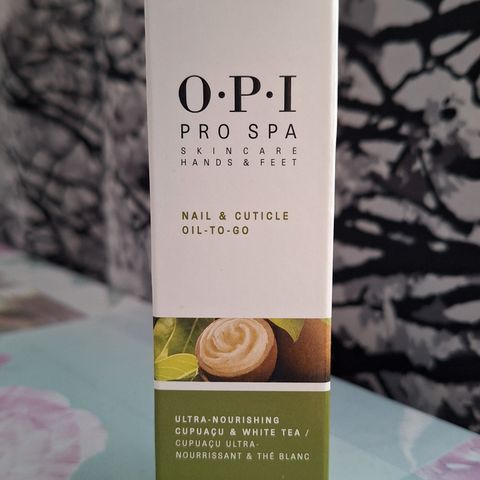 O·P·I
PRO SPA
SKINCARE
HANDS & FEET
NAIL & CUTICLE
OIL-TO-GO
ULTRA-NOURISHING
CUPUAÇU & WHITE TEA /
CUPUAÇU ULTRA-
NOURRISSANT & THÉ BLANC